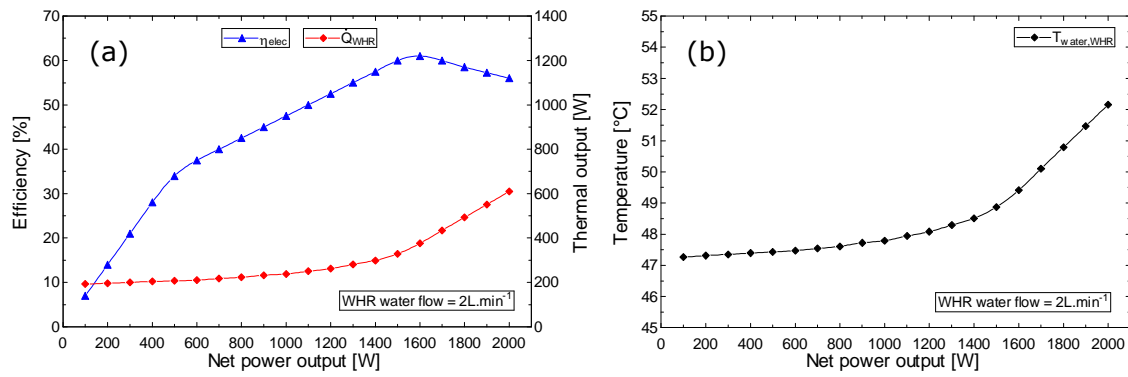 (a)
η elec
Q̇ WHR
Efficiency [%]
70
60
50
40
30
20
10
0
1400
1200
1000
800
600
400
200
0
Thermal output [W]
WHR water flow = 2L.min⁻¹
0 200 400 600 800 1000 1200 1400 1600 1800 2000
Net power output [W]
(b)
T water,WHR
Temperature [°C]
55
54
53
52
51
50
49
48
47
46
45
WHR water flow = 2L.min⁻¹
0 200 400 600 800 1000 1200 1400 1600 1800 2000
Net power output [W]